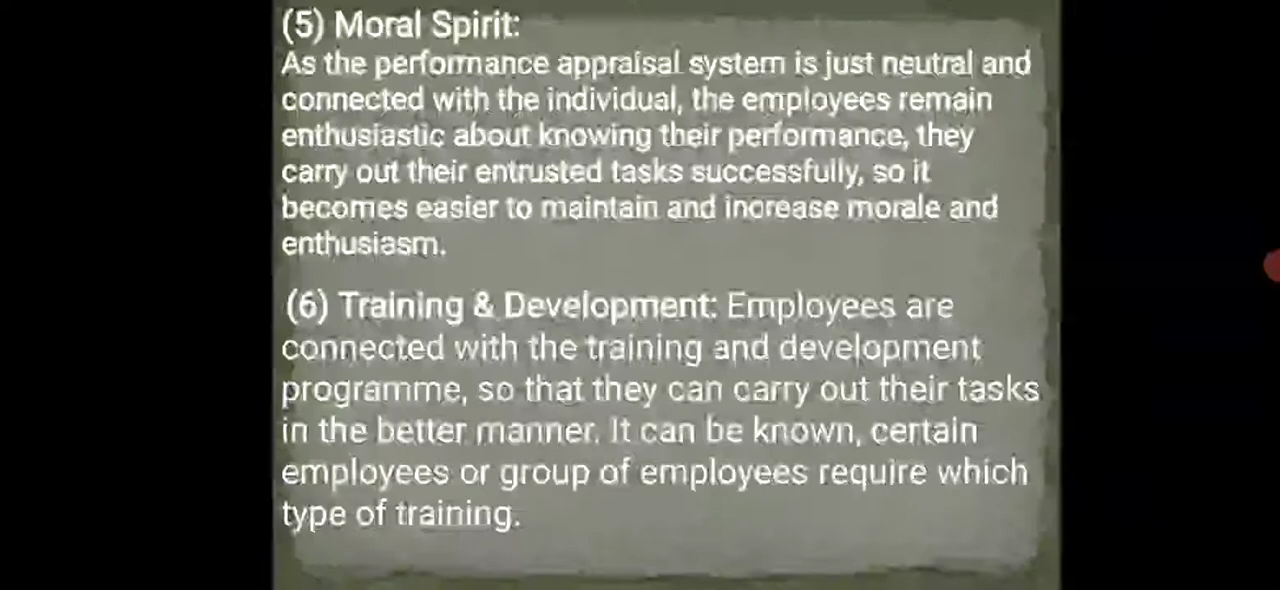 (5) Moral Spirit:
As the performance appraisal system is just neutral and
connected with the individual, the employees remain
enthusiastic about knowing their performance, they
carry out their entrusted tasks successfully, so it
becomes easier to maintain and increase morale and
enthusiasm.
(6) Training & Development: Employees are
connected with the training and development
programme, so that they can carry out their tasks
in the better manner. It can be known, certain
employees or group of employees require which
type of training.